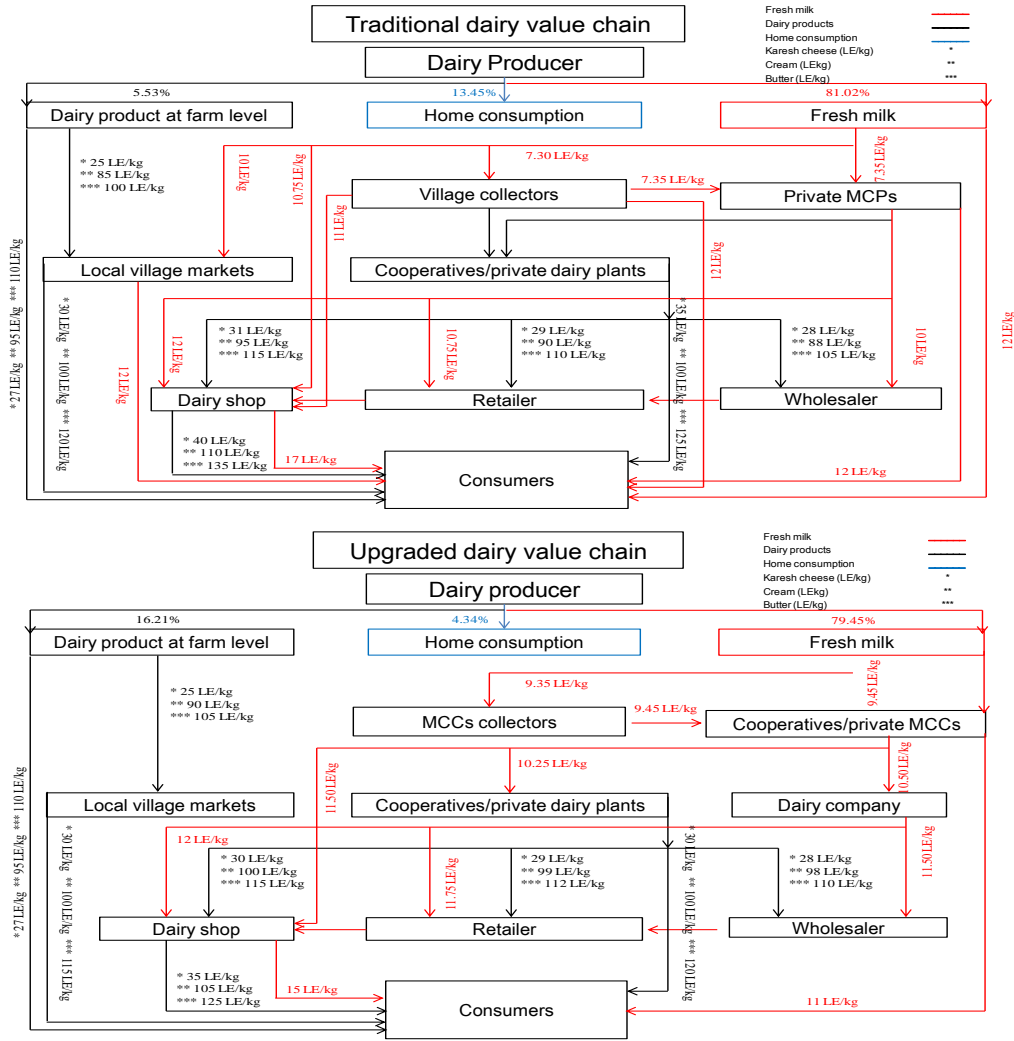 Traditional dairy value chain
Fresh milk
Dairy products
Home consumption
Karesh cheese (LE/kg) *
Cream (LEkg) **
Butter (LE/kg) ***
Dairy Producer
5.53%
13.45%
81.02%
Dairy product at farm level
Home consumption
Fresh milk
* 25 LE/kg
** 85 LE/kg
*** 100 LE/kg
10 LE/kg
10.75 LE/kg
7.30 LE/kg
7.35 LE/kg
Village collectors
7.35 LE/kg
Private MCPs
11 LE/kg
12 LE/kg
Local village markets
Cooperatives/private dairy plants
* 27 LE/kg ** 95 LE/kg *** 110 LE/kg
* 30 LE/kg ** 100 LE/kg *** 120 LE/kg
12 LE/kg
12 LE/kg
* 31 LE/kg
** 95 LE/kg
*** 115 LE/kg
10.75 LE/kg
* 29 LE/kg
** 90 LE/kg
*** 110 LE/kg
* 35 LE/kg ** 100 LE/kg *** 125 LE/kg
* 28 LE/kg
** 88 LE/kg
*** 105 LE/kg
10 LE/kg
12 LE/kg
Dairy shop
Retailer
Wholesaler
* 40 LE/kg
** 110 LE/kg
*** 135 LE/kg
17 LE/kg
Consumers
12 LE/kg
Upgraded dairy value chain
Fresh milk
Dairy products
Home consumption
Karesh cheese (LE/kg) *
Cream (LEkg) **
Butter (LE/kg) ***
Dairy producer
16.21%
4.34%
79.45%
Dairy product at farm level
Home consumption
Fresh milk
* 25 LE/kg
** 90 LE/kg
*** 105 LE/kg
9.35 LE/kg
9.45 LE/kg
MCCs collectors
9.45 LE/kg
Cooperatives/private MCCs
11.50 LE/kg
10.25 LE/kg
10.50 LE/kg
Local village markets
Cooperatives/private dairy plants
Dairy company
* 27 LE/kg ** 95 LE/kg *** 110 LE/kg
* 30 LE/kg ** 100 LE/kg *** 115 LE/kg
12 LE/kg
* 30 LE/kg
** 100 LE/kg
*** 115 LE/kg
11.75 LE/kg
* 29 LE/kg
** 99 LE/kg
*** 112 LE/kg
* 30 LE/kg ** 100 LE/kg *** 120 LE/kg
* 28 LE/kg
** 98 LE/kg
*** 110 LE/kg
11.50 LE/kg
Dairy shop
Retailer
Wholesaler
* 35 LE/kg
** 105 LE/kg
*** 125 LE/kg
15 LE/kg
Consumers
11 LE/kg